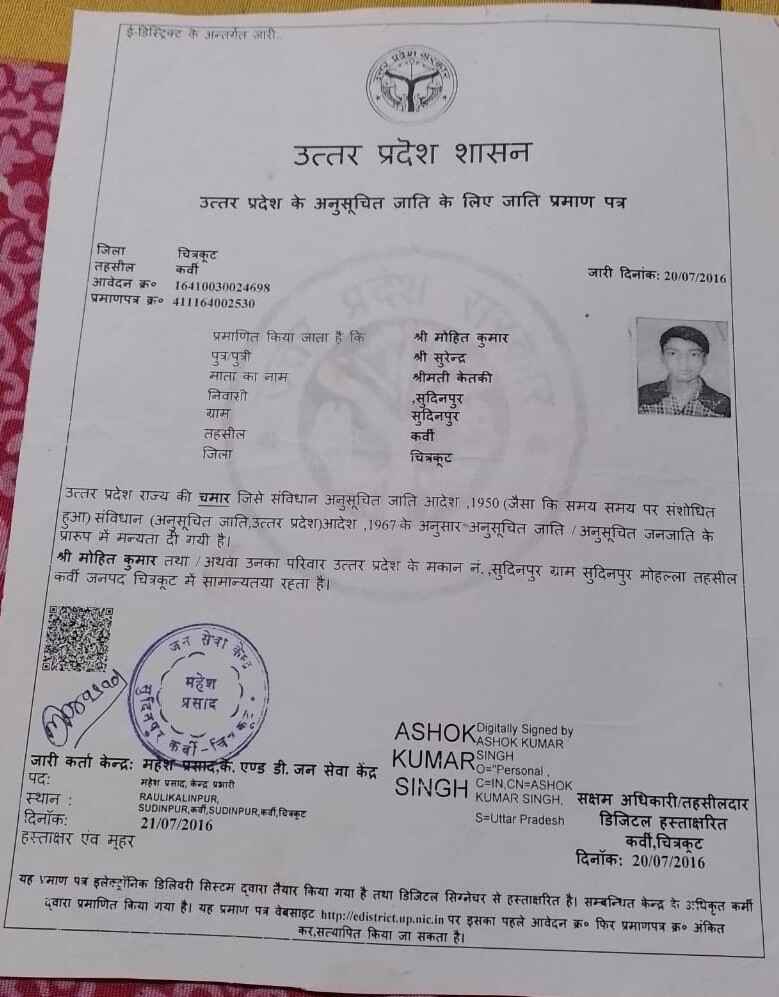 ई-डिस्ट्रिक्ट के अन्तर्गत जारी..
उत्तर प्रदेश सरकार
उत्तर प्रदेश शासन
उत्तर प्रदेश के अनुसूचित जाति के लिए जाति प्रमाण पत्र
जिला चित्रकूट
तहसील कर्वी
आवेदन क्र० 16410030024698
जारी दिनांक: 20/07/2016
प्रमाणपत्र क्र० 411164002530
प्रमाणित किया जाता है कि श्री मोहित कुमार
पुत्र/पुत्री श्री सुरेन्द्र
माता का नाम श्रीमती केतकी
निवासी ,सुदिनपुर
ग्राम सुदिनपुर
तहसील कर्वी
जिला चित्रकूट
उत्तर प्रदेश राज्य की चमार जिसे संविधान अनुसूचित जाति आदेश ,1950 (जैसा कि समय समय पर संशोधित
हुआ) संविधान (अनुसूचित जाति,उत्तर प्रदेश)आदेश ,1967 के अनुसार अनुसूचित जाति / अनुसूचित जनजाति के
प्रारूप में मन्यता दी गयी है।
श्री मोहित कुमार तथा / अथवा उनका परिवार उत्तर प्रदेश के मकान नं. ,सुदिनपुर ग्राम सुदिनपुर मोहल्ला तहसील
कर्वी जनपद चित्रकूट में सामान्यतया रहता है।
जन सेवा केन्द्र
महेश
प्रसाद
सुदिनपुर कर्वी-चित्रकूट
ASHOK
KUMAR
SINGH
Digitally Signed by
ASHOK KUMAR
SINGH
O="Personal ,
C=IN,CN=ASHOK
KUMAR SINGH,
S=Uttar Pradesh
जारी कर्ता केन्द्र: महेश प्रसाद,के. एण्ड डी. जन सेवा केंद्र
पद: महेश प्रसाद, केन्द्र प्रभारी
स्थान : RAULIKALINPUR,
SUDINPUR,कर्वी,SUDINPUR,कर्वी,चित्रकूट
दिनाँक: 21/07/2016
हस्ताक्षर एंव मूहर
सक्षम अधिकारी/तहसीलदार
डिजिटल हस्ताक्षरित
कर्वी,चित्रकूट
दिनाँक: 20/07/2016
यह प्रमाण पत्र इलेक्ट्रॉनिक डिलिवरी सिस्टम द्वारा तैयार किया गया है तथा डिजिटल सिग्नेचर से हस्ताक्षरित है। सम्बन्धित केन्द्र के अधिकृत कर्मी
द्वारा प्रमाणित किया गया है। यह प्रमाण पत्र वेबसाइट http://edistrict.up.nic.in पर इसका पहले आवेदन क्र० फिर प्रमाणपत्र क्र० अंकित
कर,सत्यापित किया जा सकता है।